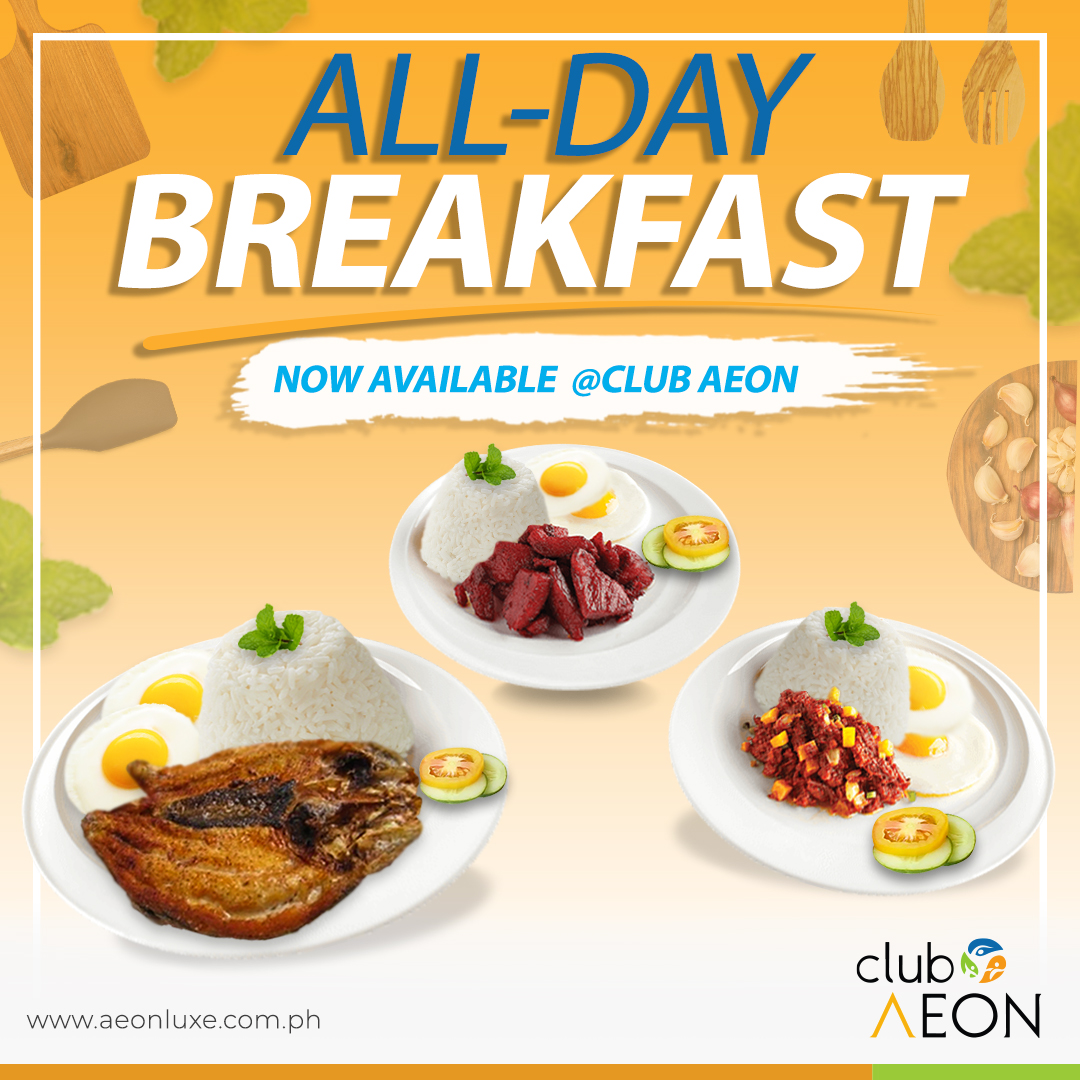 ALL-DAY
BREAKFAST
NOW AVAILABLE @CLUB AEON
club
AEON
www.aeonluxe.com.ph